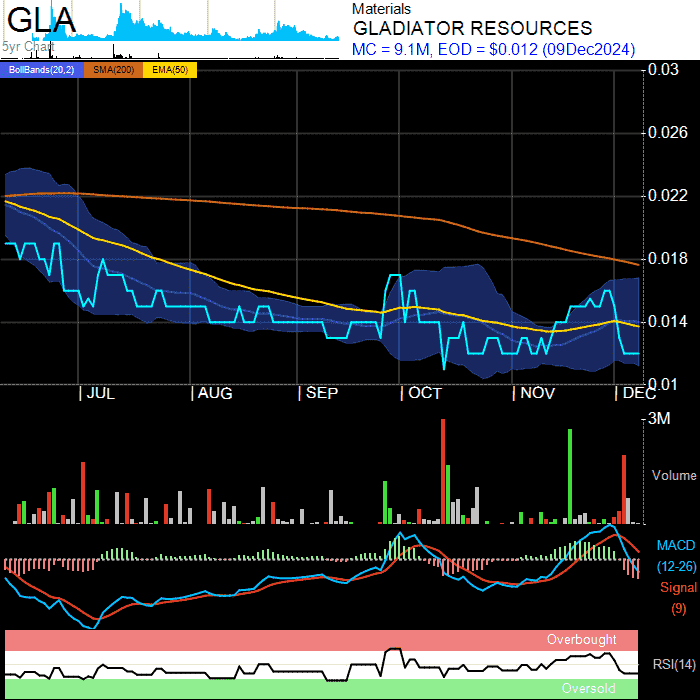 GLA
5yr Chart
Materials
GLADIATOR RESOURCES
MC = 9.1M, EOD = $0.012 (09Dec2024)
BollBands(20,2) SMA(200) EMA(50)
0.03
0.026
0.022
0.018
0.014
0.01
JUL AUG SEP OCT NOV DEC
3M
Volume
MACD
(12-26)
Signal
(9)
Overbought
RSI(14)
Oversold